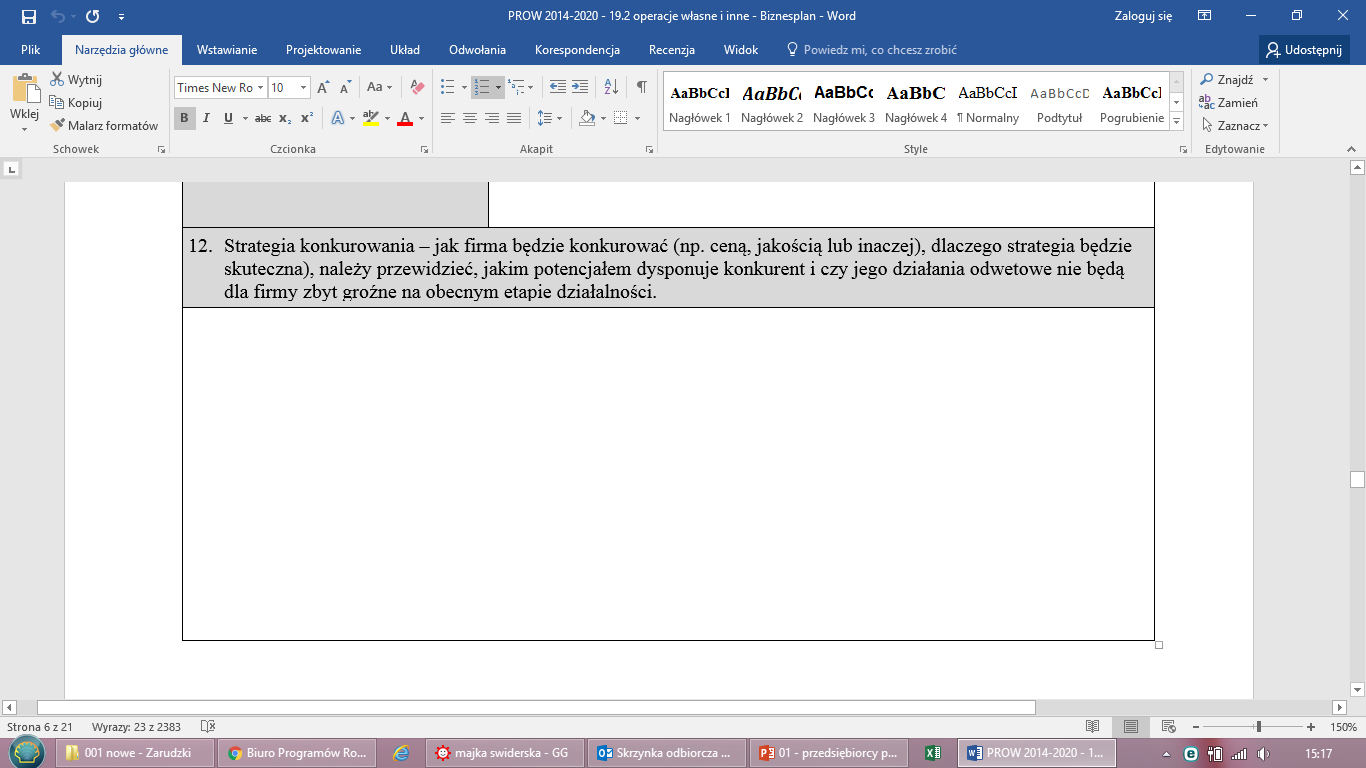 PROW 2014-2020 - 19.2 operacje własne i inne - Biznesplan - Word
Zaloguj się
Plik
Narzędzia główne
Wstawianie
Projektowanie
Układ
Odwołania
Korespondencja
Recenzja
Widok
Powiedz mi, co chcesz zrobić
Udostępnij
Wklej
Wytnij
Kopiuj
Malarz formatów
Schowek
Times New Ro
10
A A Aa
B I U abc x₂ x² A ab A
Czcionka
Akapit
AaBbCcI AaBbCc AaBbCc AaBbC AaBbCcI AaBbCcD AaBbCcI
Nagłówek 1 Nagłówek 2 Nagłówek 3 Nagłówek 4 ¶ Normalny Podtytuł Pogrubienie
Style
Znajdź
Zamień
Zaznacz
Edytowanie
12. Strategia konkurowania – jak firma będzie konkurować (np. ceną, jakością lub inaczej), dlaczego strategia będzie
skuteczna), należy przewidzieć, jakim potencjałem dysponuje konkurent i czy jego działania odwetowe nie będą
dla firmy zbyt groźne na obecnym etapie działalności.
Strona 6 z 21 Wyrazy: 23 z 2383
150%
001 nowe - Zarudzki
Biuro Programów Ro...
majka swiderska - GG
Skrzynka odbiorcza ...
01 - przedsiębiorcy p...
PROW 2014-2020 - 1...
15:17